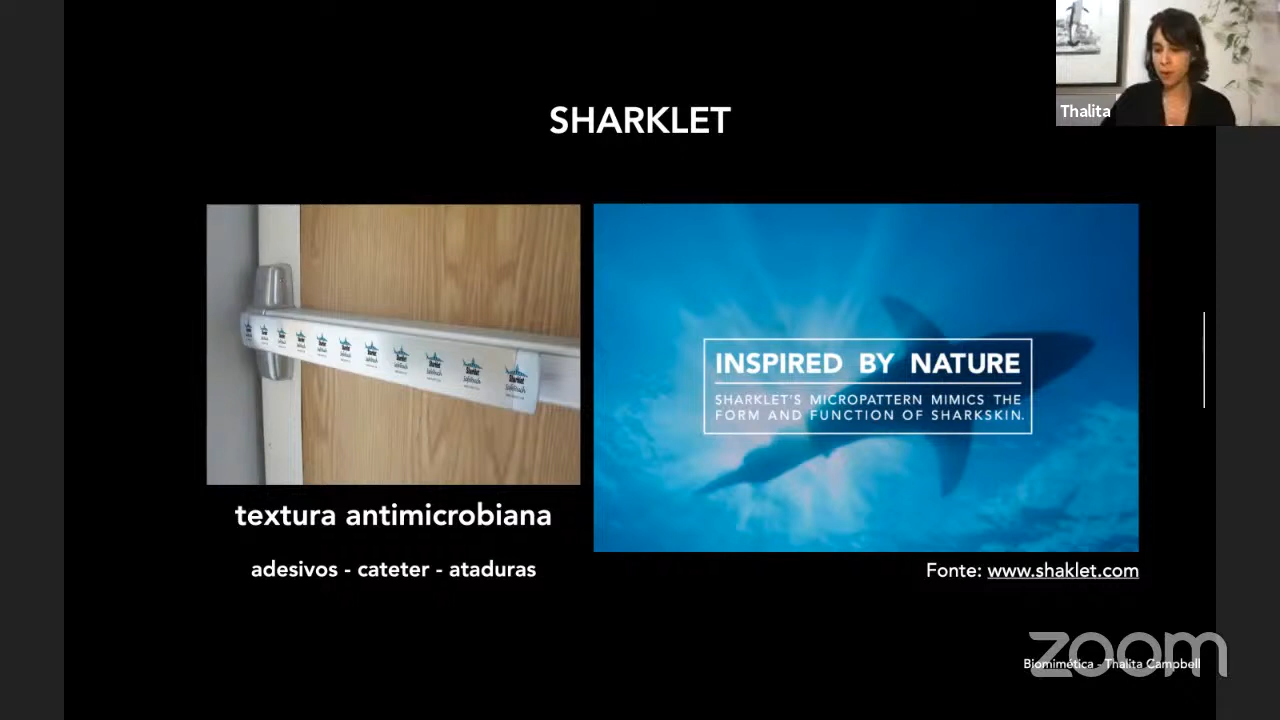 Thalita
SHARKLET
INSPIRED BY NATURE
SHARKLET'S MICROPATTERN MIMICS THE
FORM AND FUNCTION OF SHARKSKIN.
textura antimicrobiana
adesivos - cateter - ataduras
Fonte: www.shaklet.com
zoom
Biomimética - Thalita Campbell